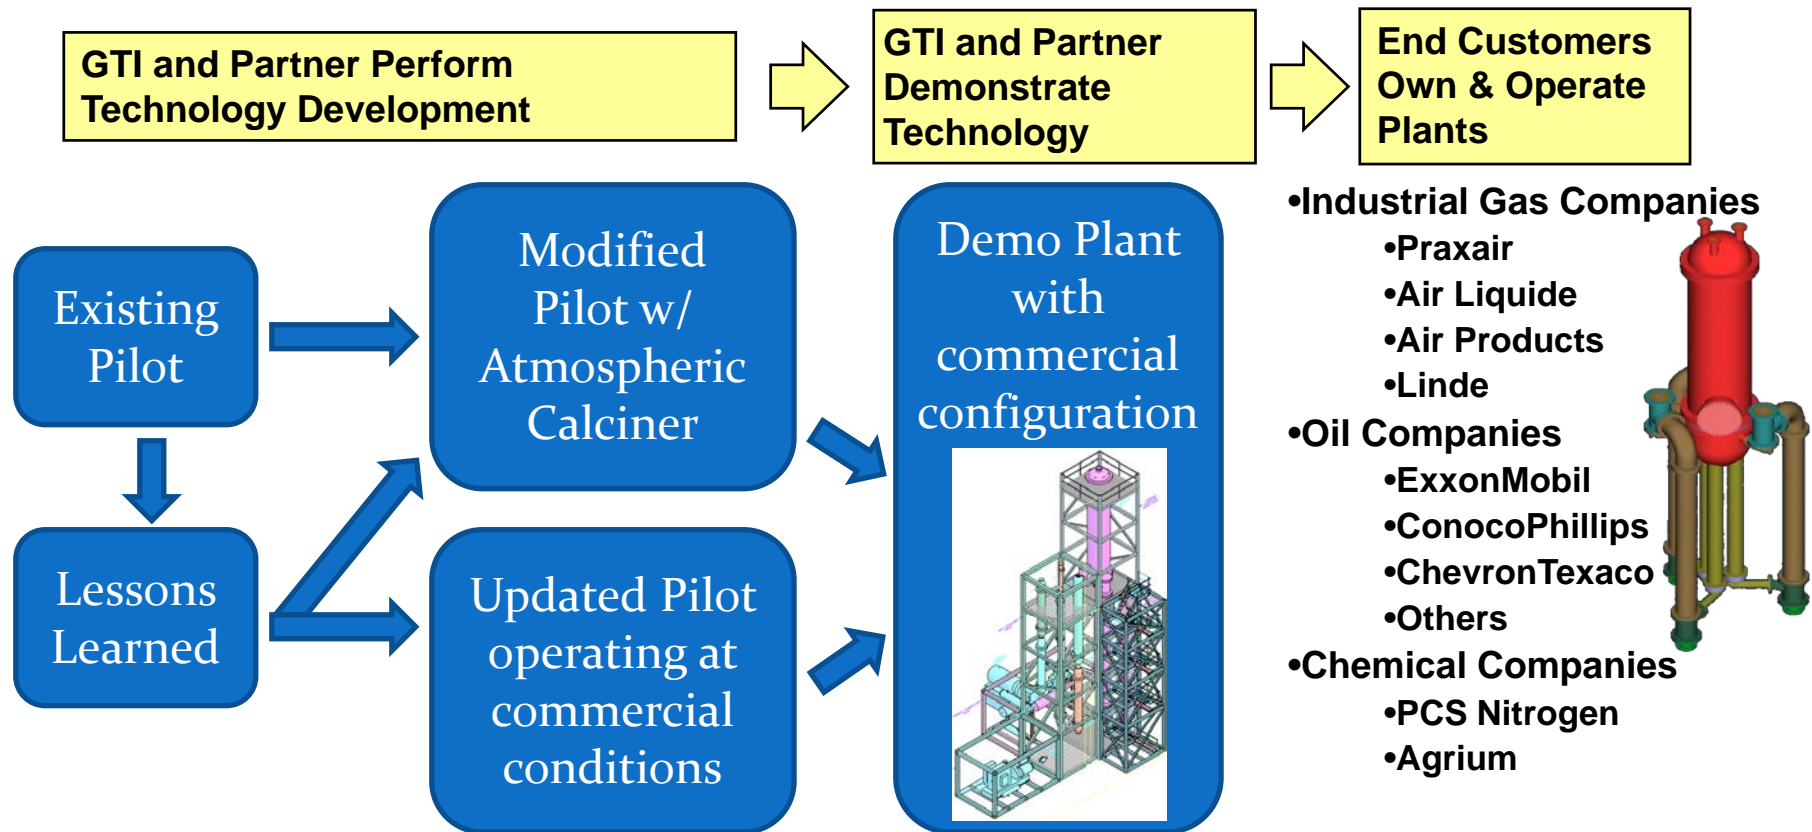 GTI and Partner Perform
Technology Development
GTI and Partner
Demonstrate
Technology
End Customers
Own & Operate
Plants
Existing
Pilot
Lessons
Learned
Modified
Pilot w/
Atmospheric
Calciner
Updated Pilot
operating at
commercial
conditions
Demo Plant
with
commercial
configuration
•Industrial Gas Companies
•Praxair
•Air Liquide
•Air Products
•Linde
•Oil Companies
•ExxonMobil
•ConocoPhillips
•ChevronTexaco
•Others
•Chemical Companies
•PCS Nitrogen
•Agrium